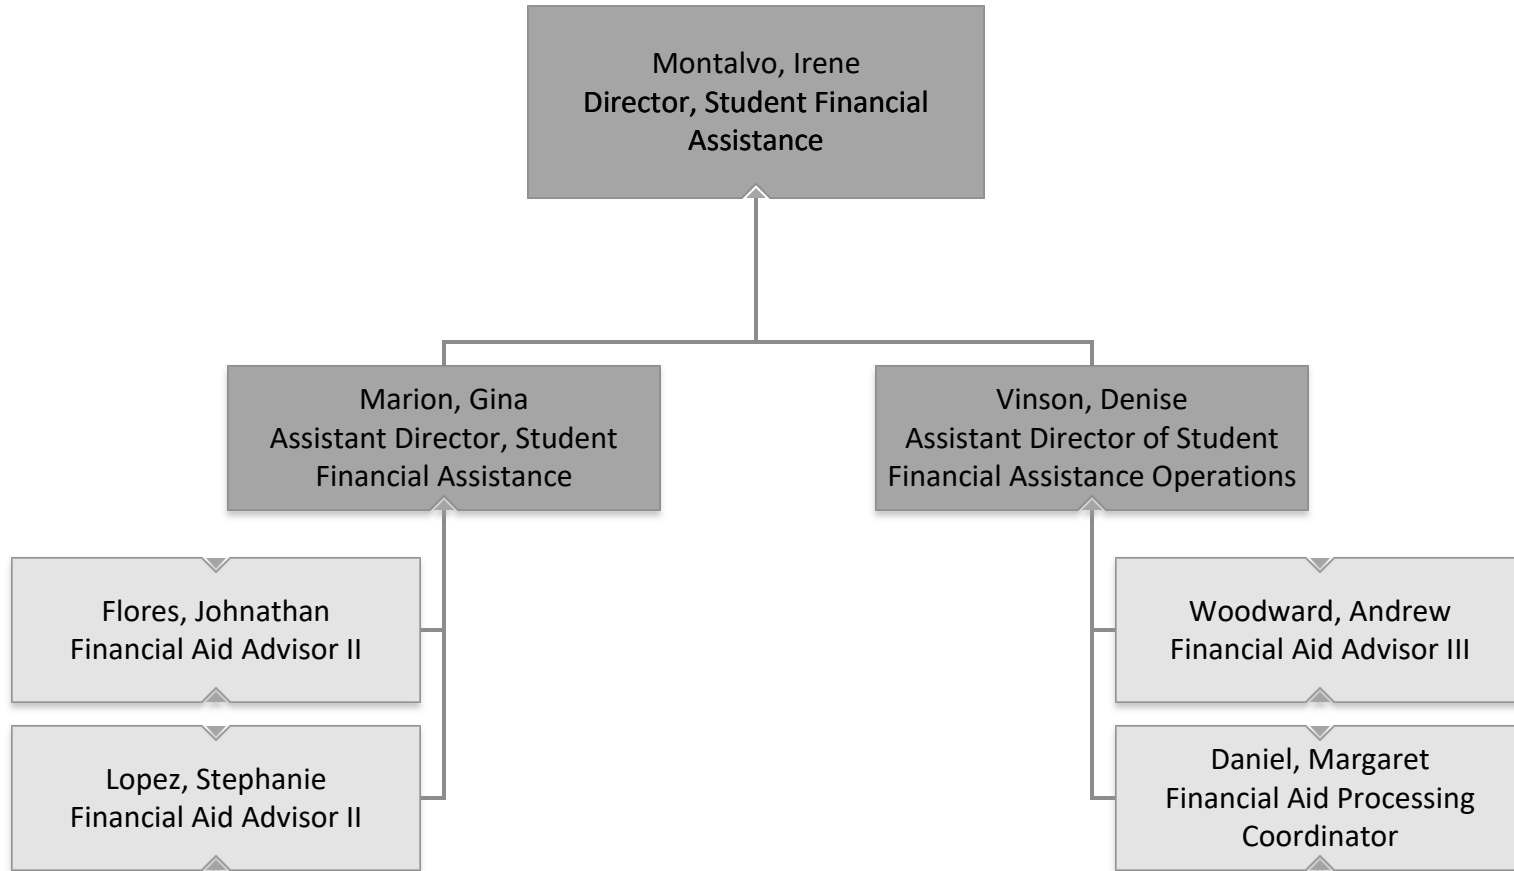 Montalvo, Irene
Director, Student Financial
Assistance
Marion, Gina
Assistant Director, Student
Financial Assistance
Vinson, Denise
Assistant Director of Student
Financial Assistance Operations
Flores, Johnathan
Financial Aid Advisor II
Lopez, Stephanie
Financial Aid Advisor II
Woodward, Andrew
Financial Aid Advisor III
Daniel, Margaret
Financial Aid Processing
Coordinator